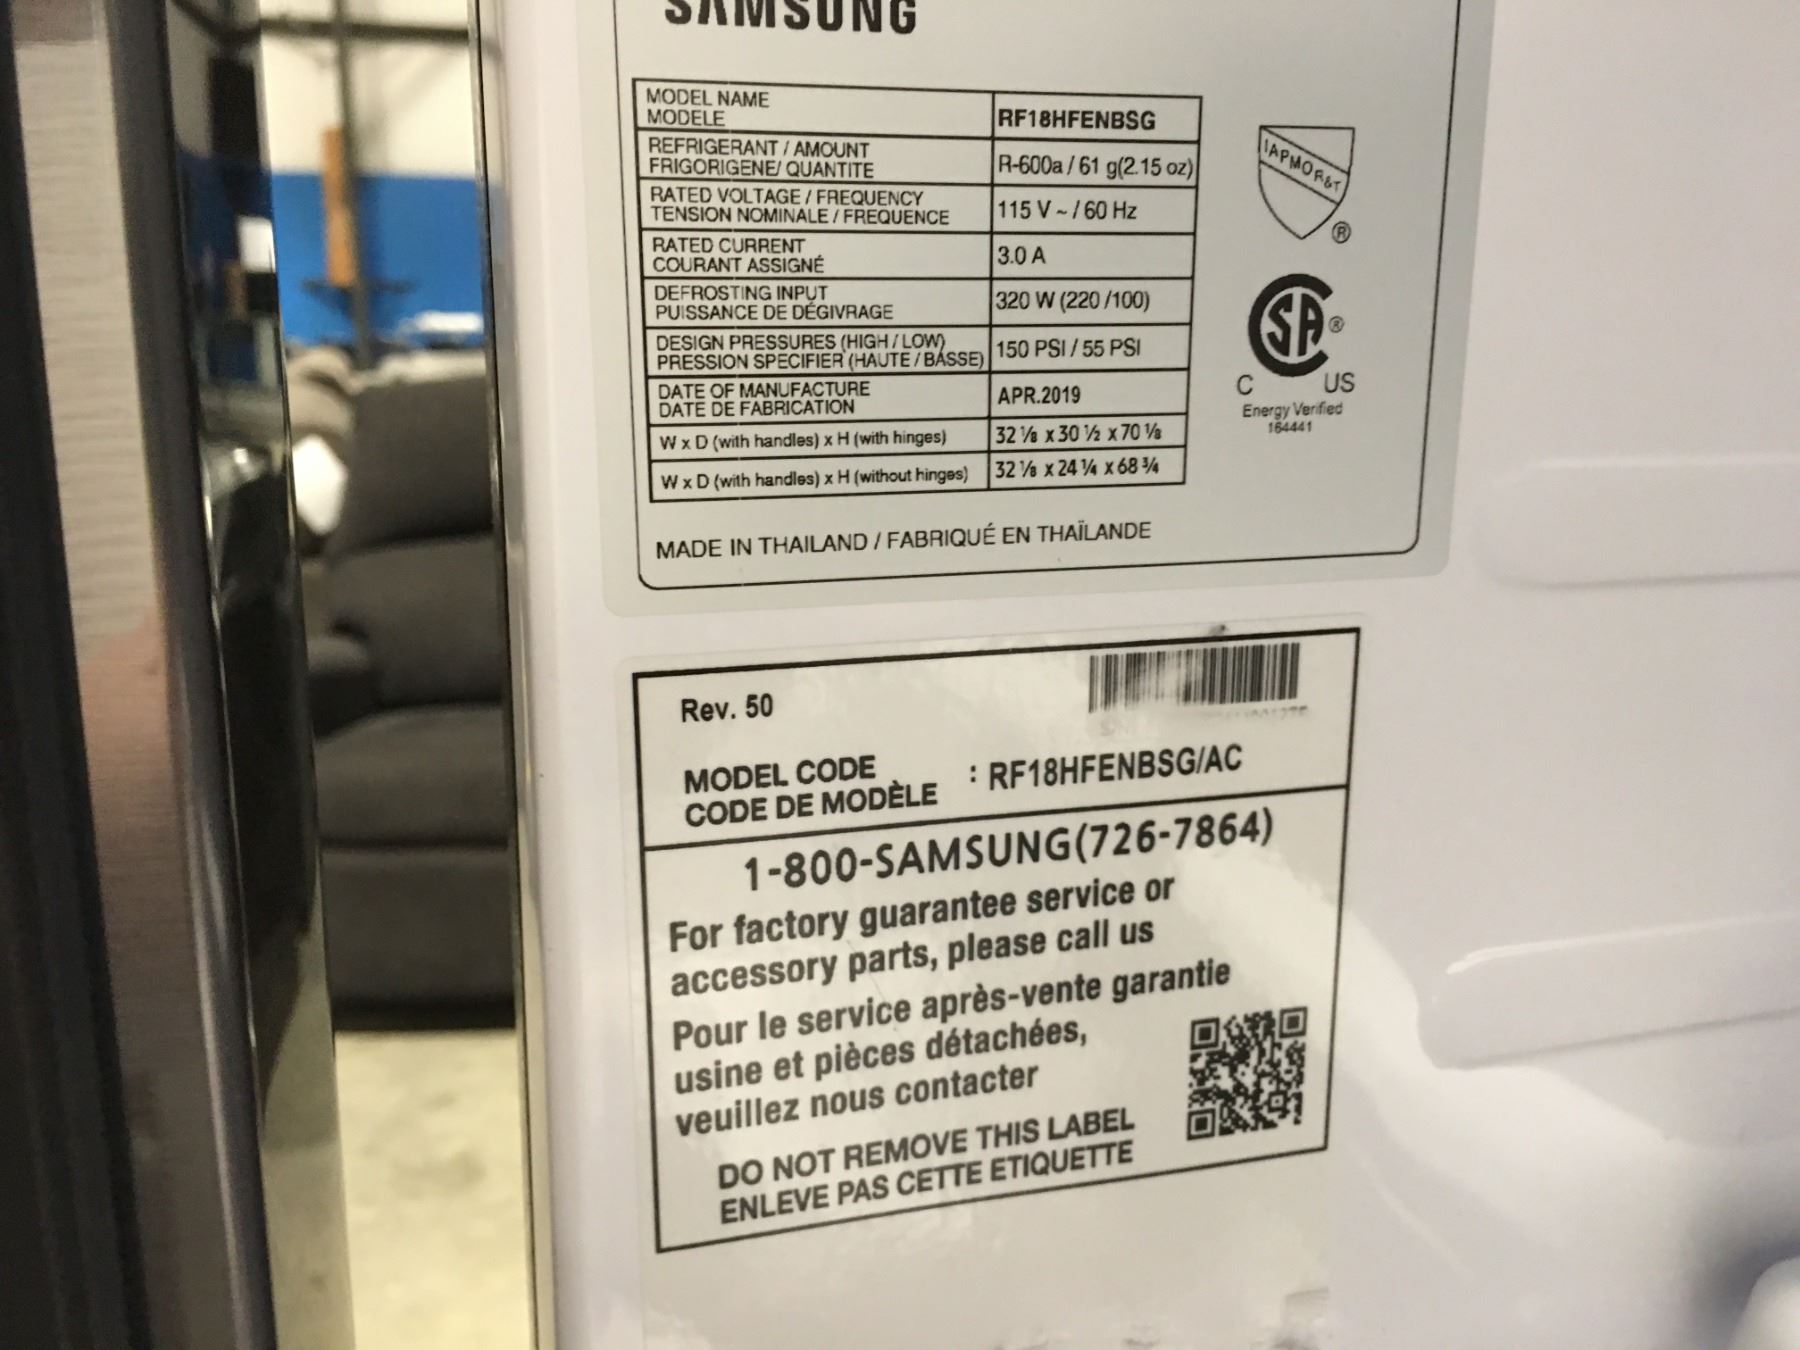 SAMSUNG
MODEL NAME
MODELE
RF18HFENBSG
REFRIGERANT / AMOUNT
FRIGORIGENE/ QUANTITE
R-600a / 61 g(2.15 oz)
RATED VOLTAGE / FREQUENCY
TENSION NOMINALE / FREQUENCE
115 V ~ / 60 Hz
RATED CURRENT
COURANT ASSIGNÉ
3.0 A
DEFROSTING INPUT
PUISSANCE DE DÉGIVRAGE
320 W (220 /100)
DESIGN PRESSURES (HIGH / LOW)
PRESSION SPECIFIER (HAUTE / BASSE)
150 PSI / 55 PSI
DATE OF MANUFACTURE
DATE DE FABRICATION
APR.2019
W x D (with handles) x H (with hinges)
32 ⅛ x 30 ½ x 70 ⅛
W x D (with handles) x H (without hinges)
32 ⅛ x 24 ¼ x 68 ¾
MADE IN THAILAND / FABRIQUÉ EN THAÏLANDE
IAPMO R&T
®
SA ®
C US
Energy Verified
164441
Rev. 50
MODEL CODE
CODE DE MODÈLE
: RF18HFENBSG/AC
1-800-SAMSUNG(726-7864)
For factory guarantee service or
accessory parts, please call us
Pour le service après-vente garantie
usine et pièces détachées,
veuillez nous contacter
DO NOT REMOVE THIS LABEL
ENLEVE PAS CETTE ETIQUETTE